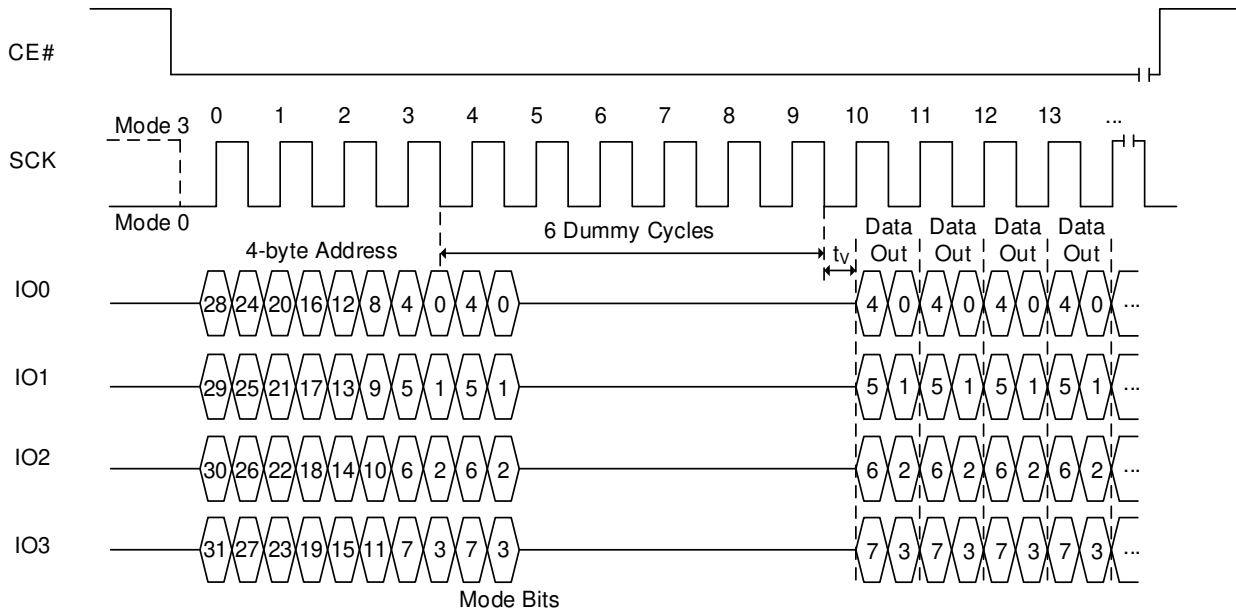 CE#
0 1 2 3 4 5 6 7 8 9 10 11 12 13 ...
Mode 3
SCK
Mode 0
6 Dummy Cycles
Data Out Data Out Data Out Data Out
4-byte Address
tV
IO0 28 24 20 16 12 8 4 0 4 0 4 0 4 0 4 0 4 0 ...
IO1 29 25 21 17 13 9 5 1 5 1 5 1 5 1 5 1 5 1 ...
IO2 30 26 22 18 14 10 6 2 6 2 6 2 6 2 6 2 6 2 ...
IO3 31 27 23 19 15 11 7 3 7 3 7 3 7 3 7 3 7 3 ...
Mode Bits